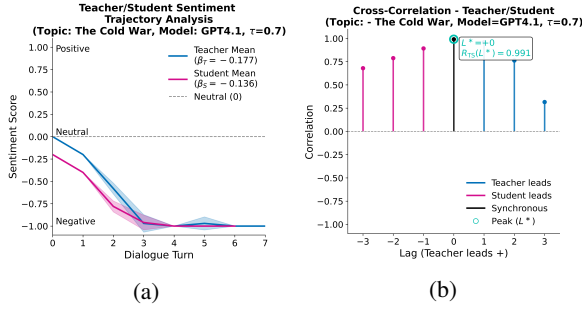 Teacher/Student Sentiment
Trajectory Analysis
(Topic: The Cold War, Model: GPT4.1, τ=0.7)
Sentiment Score
1.00
0.75
0.50
0.25
0.00
−0.25
−0.50
−0.75
−1.00
Positive
Neutral
Negative
Teacher Mean
(βT = −0.177)
Student Mean
(βS = −0.136)
Neutral (0)
0 1 2 3 4 5 6 7
Dialogue Turn
(a)
Cross-Correlation - Teacher/Student
(Topic: - The Cold War, Model=GPT4.1, τ=0.7)
Correlation
1.00
0.75
0.50
0.25
0.00
−0.25
−0.50
−0.75
−1.00
L*=+0
RTS(L*) = 0.991
Teacher leads
Student leads
Synchronous
Peak (L*)
−3 −2 −1 0 1 2 3
Lag (Teacher leads +)
(b)